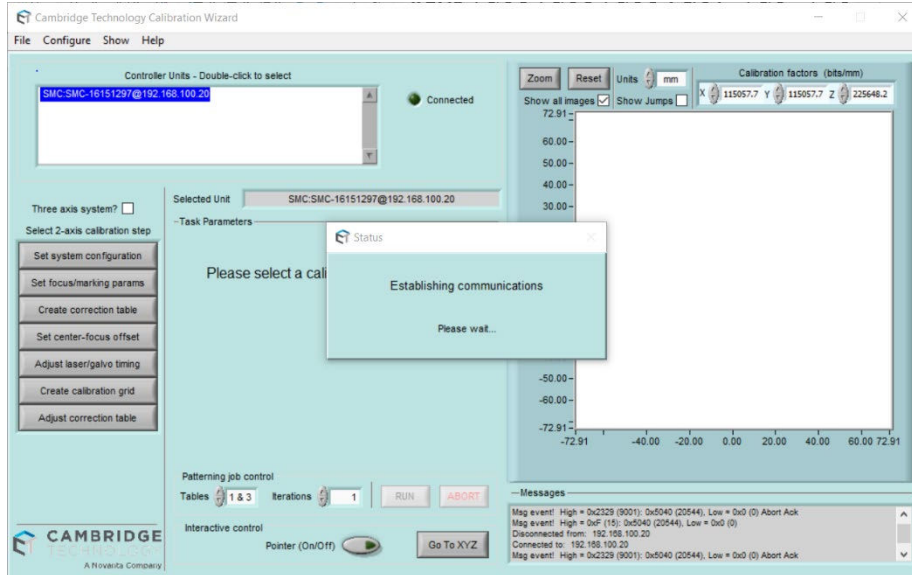 Cambridge Technology Calibration Wizard
File Configure Show Help
Controller Units - Double-click to select
SMC:SMC-16151297@192.168.100.20
Connected
Zoom Reset Units mm
Calibration factors (bits/mm)
X 115057.7 Y 115057.7 Z 225648.2
Show all images Show Jumps
72.91
60.00
50.00
40.00
30.00
-50.00
-60.00
-72.91
-72.91 -40.00 -20.00 0.00 20.00 40.00 60.00 72.91
Three axis system?
Select 2-axis calibration step
Set system configuration
Set focus/marking params
Create correction table
Set center-focus offset
Adjust laser/galvo timing
Create calibration grid
Adjust correction table
Selected Unit SMC:SMC-16151297@192.168.100.20
Task Parameters
Please select a cali
Status
Establishing communications
Please wait...
Patterning job control
Tables 1 & 3 Iterations 1 RUN ABORT
Interactive control
Pointer (On/Off) Go To XYZ
CAMBRIDGE
TECHNOLOGY
A Novanta Company
Messages
Msg event! High = 0x2329 (9001): 0x5040 (20544), Low = 0x0 (0) Abort Ack
Msg event! High = 0xF (15): 0x5040 (20544), Low = 0x0 (0)
Disconnected from: 192.168.100.20
Connected to: 192.168.100.20
Msg event! High = 0x2329 (9001): 0x5040 (20544), Low = 0x0 (0) Abort Ack